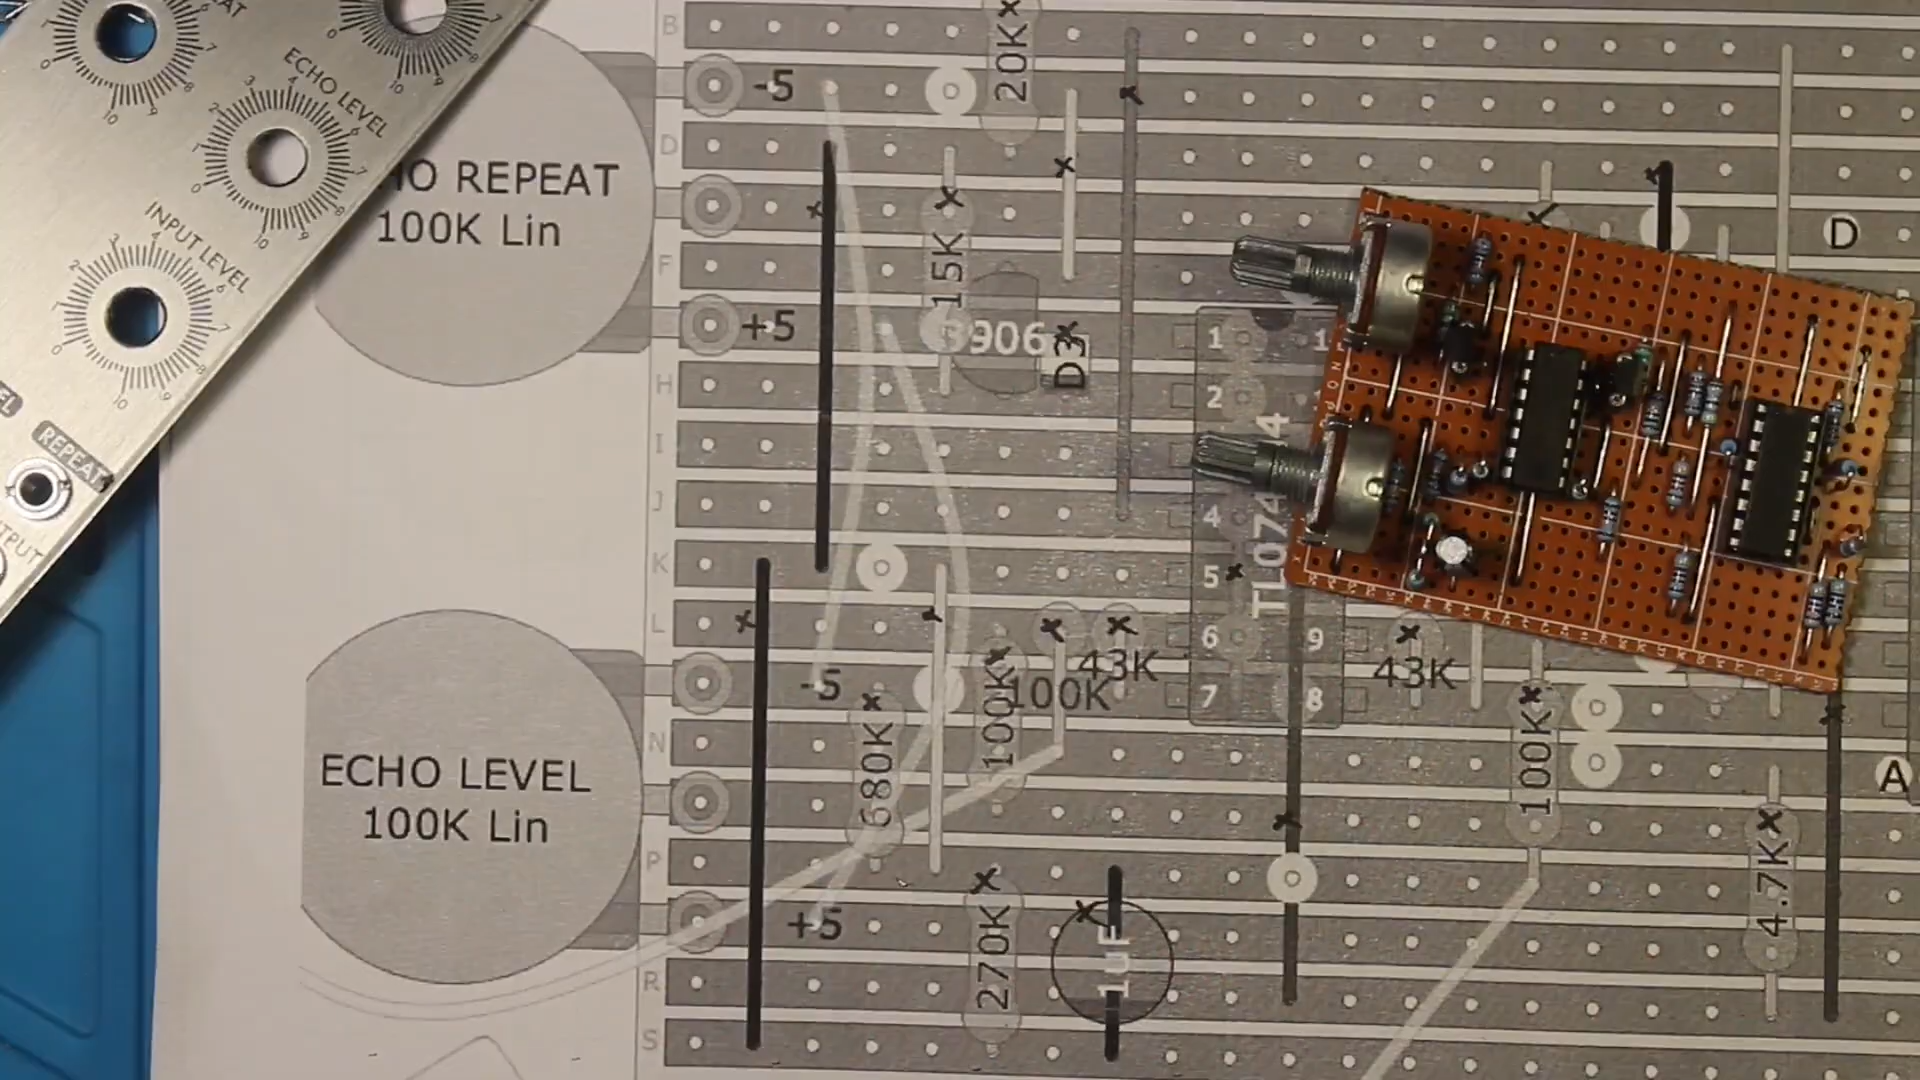 ECHO LEVEL
INPUT LEVEL
REPEAT
ECHO REPEAT
100K Lin
ECHO LEVEL
100K Lin
B
D
F
H
I
J
K
L
N
P
R
S
-5
+5
-5
+5
20K
15K
3906
D3
680K
100K
100K
43K
270K
1uF
1
2
4
5
6
7
9
8
TL074
43K
100K
4.7K
D
A